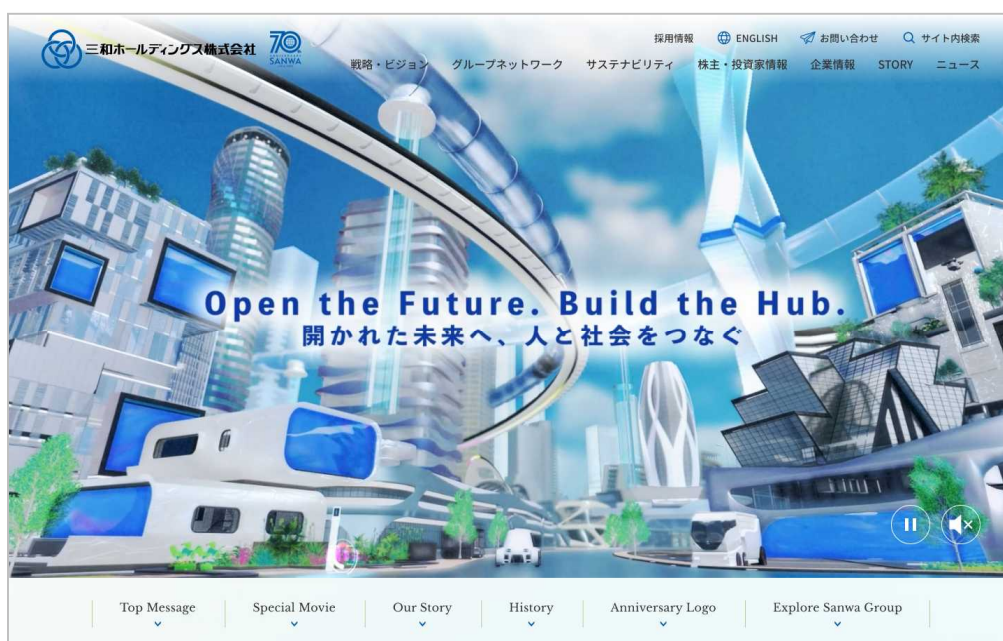 三和ホールディングス株式会社
70
ANNIVERSARY
SANWA
採用情報 ENGLISH お問い合わせ サイト内検索
戦略・ビジョン グループネットワーク サステナビリティ 株主・投資家情報 企業情報 STORY ニュース
Open the Future. Build the Hub.
開かれた未来へ、人と社会をつなぐ
Top Message Special Movie Our Story History Anniversary Logo Explore Sanwa Group